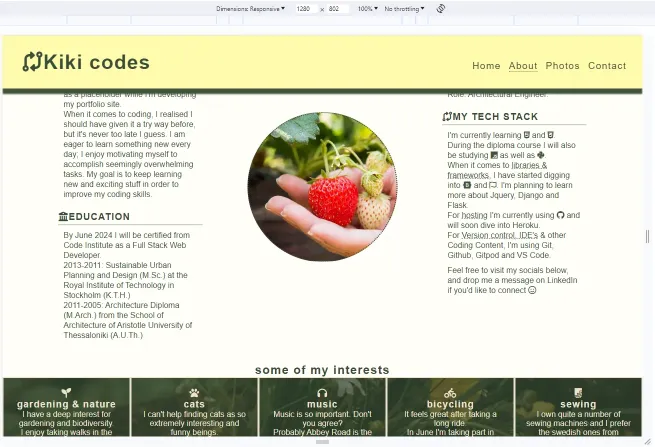 Dimensions: Responsive 1280 x 802 100% No throttling
Kiki codes
Home About Photos Contact
as a placeholder while I'm developing
my portfolio site.
When it comes to coding, I realised I
should have given it a try way before,
but it's never too late I guess. I am
eager to learn something new every
day; I enjoy motivating myself to
accomplish seemingly overwhelming
tasks. My goal is to keep learning
new and exciting stuff in order to
improve my coding skills.
EDUCATION
By June 2024 I will be certified from
Code Institute as a Full Stack Web
Developer.
2013-2011: Sustainable Urban
Planning and Design (M.Sc.) at the
Royal Institute of Technology in
Stockholm (K.T.H.)
2011-2005: Architecture Diploma
(M.Arch.) from the School of
Architecture of Aristotle University of
Thessaloniki (A.U.Th.)
Role: Architectural Engineer.
MY TECH STACK
I'm currently learning and
During the diploma course I will also
be studying as well as
When it comes to libraries &
frameworks, I have started digging
into and . I'm planning to learn
more about Jquery, Django and
Flask.
For hosting I'm currently using and
will soon dive into Heroku.
For Version control, IDE's & other
Coding Content, I'm using Git,
Github, Gitpod and VS Code.
Feel free to visit my socials below,
and drop me a message on LinkedIn
if you'd like to connect
some of my interests
gardening & nature
I have a deep interest for
gardening and biodiversity.
I enjoy taking walks in the
cats
I can't help finding cats as so
extremely interesting and
funny beings.
music
Music is so important. Don't
you agree?
Probably Abbey Road is the
bicycling
It feels great after taking a
long ride.
In June I'm taking part in
sewing
I own quite a number of
sewing machines and I prefer
the swedish ones from